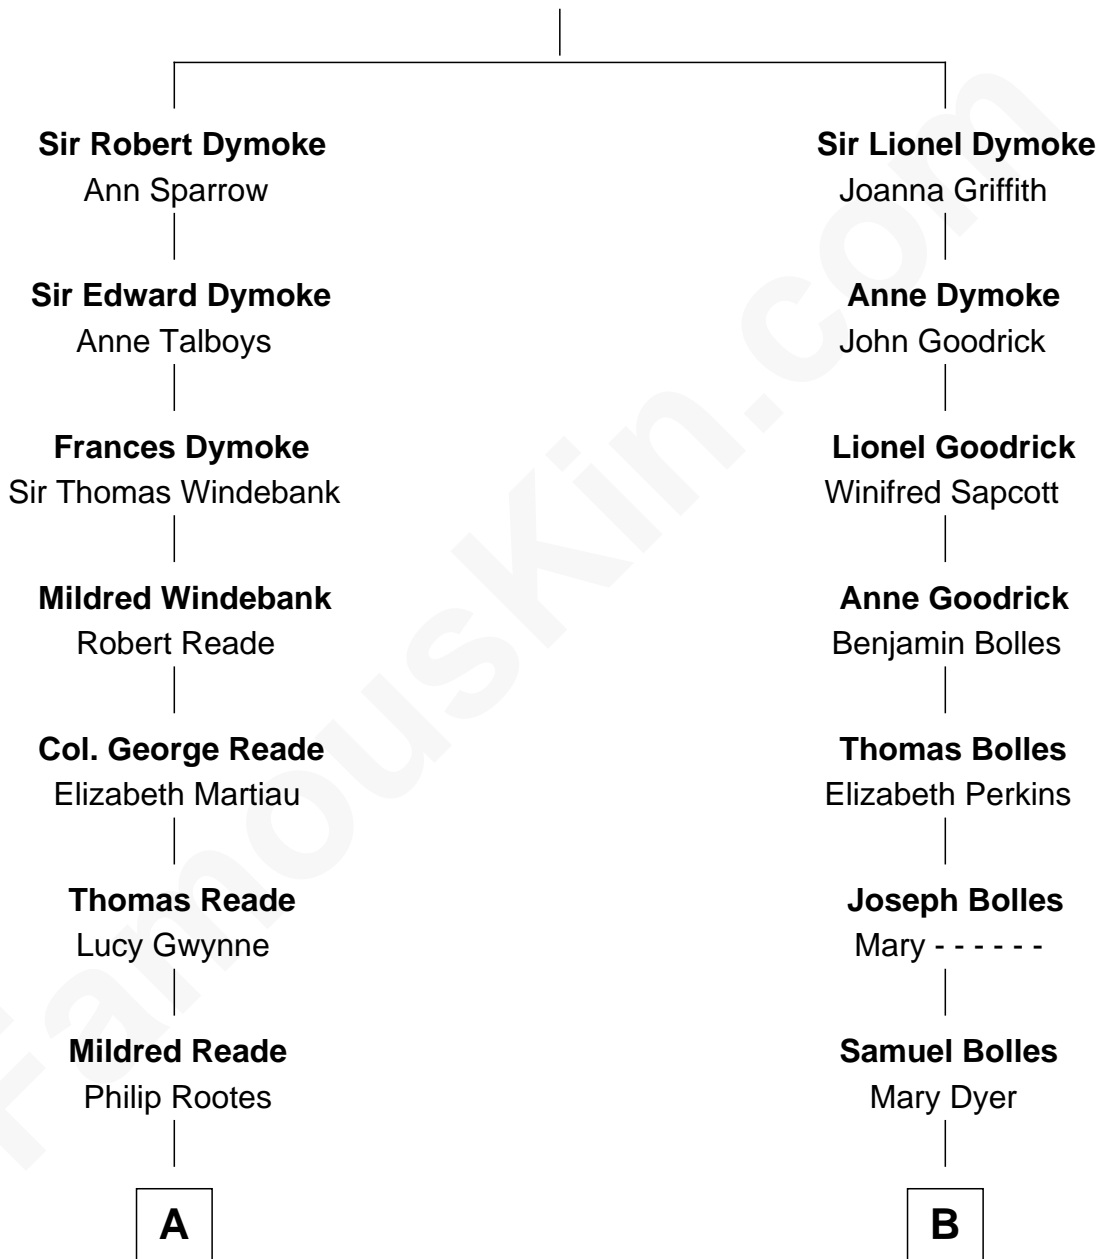 Sir Robert Dymoke
Ann Sparrow
Sir Edward Dymoke
Anne Talboys
Frances Dymoke
Sir Thomas Windebank
Mildred Windebank
Robert Reade
Col. George Reade
Elizabeth Martiau
Thomas Reade
Lucy Gwynne
Mildred Reade
Philip Rootes
A
Sir Lionel Dymoke
Joanna Griffith
Anne Dymoke
John Goodrick
Lionel Goodrick
Winifred Sapcott
Anne Goodrick
Benjamin Bolles
Thomas Bolles
Elizabeth Perkins
Joseph Bolles
Mary - - - - - -
Samuel Bolles
Mary Dyer
B
FamousKin.com